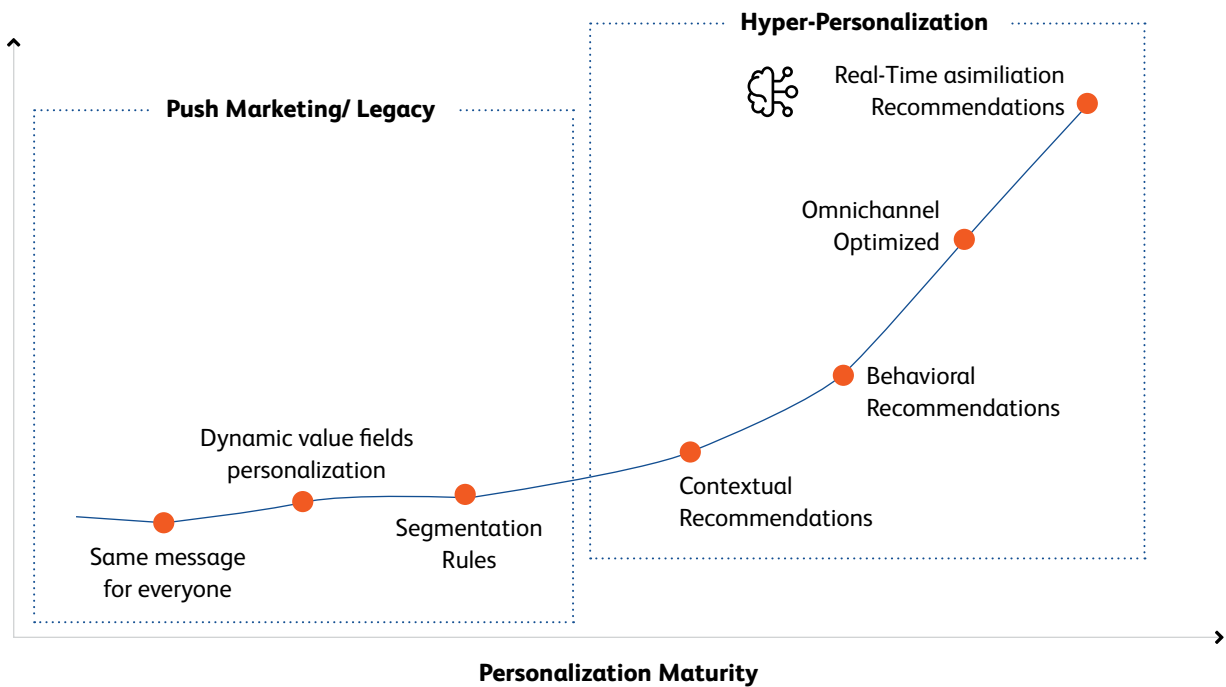 Hyper-Personalization
Real-Time asimiliation
Recommendations
Push Marketing/ Legacy
Omnichannel
Optimized
Behavioral
Recommendations
Dynamic value fields
personalization
Contextual
Recommendations
Segmentation
Rules
Same message
for everyone
Personalization Maturity